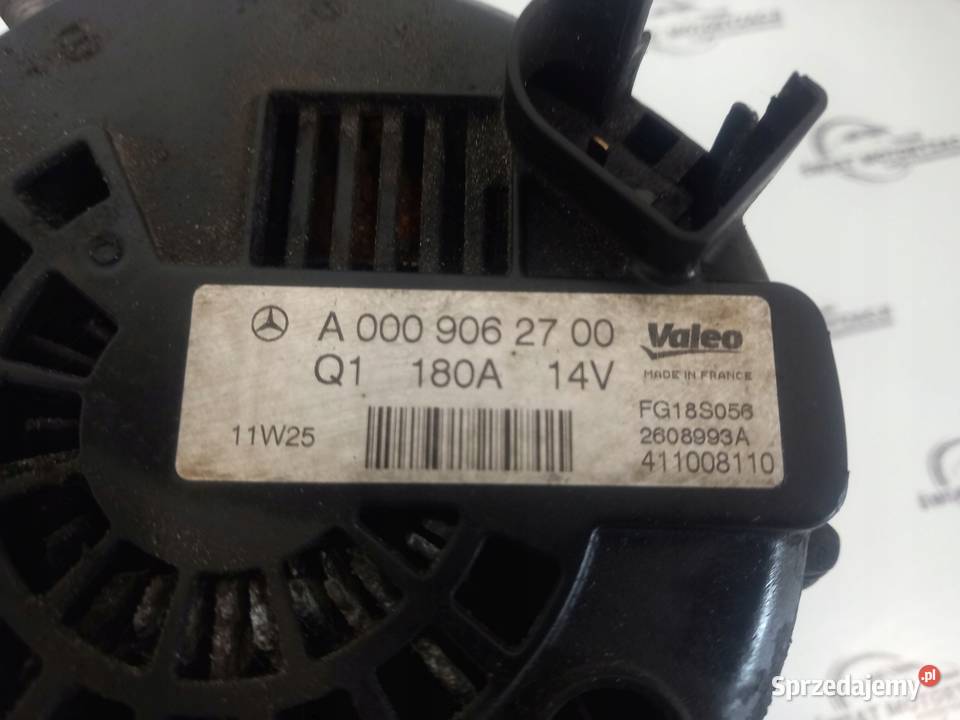 A 000 906 27 00
Valeo
Q1 180A 14V
MADE IN FRANCE
FG18S056
11W25
2608993A
411008110
Sprzedajemy.pl